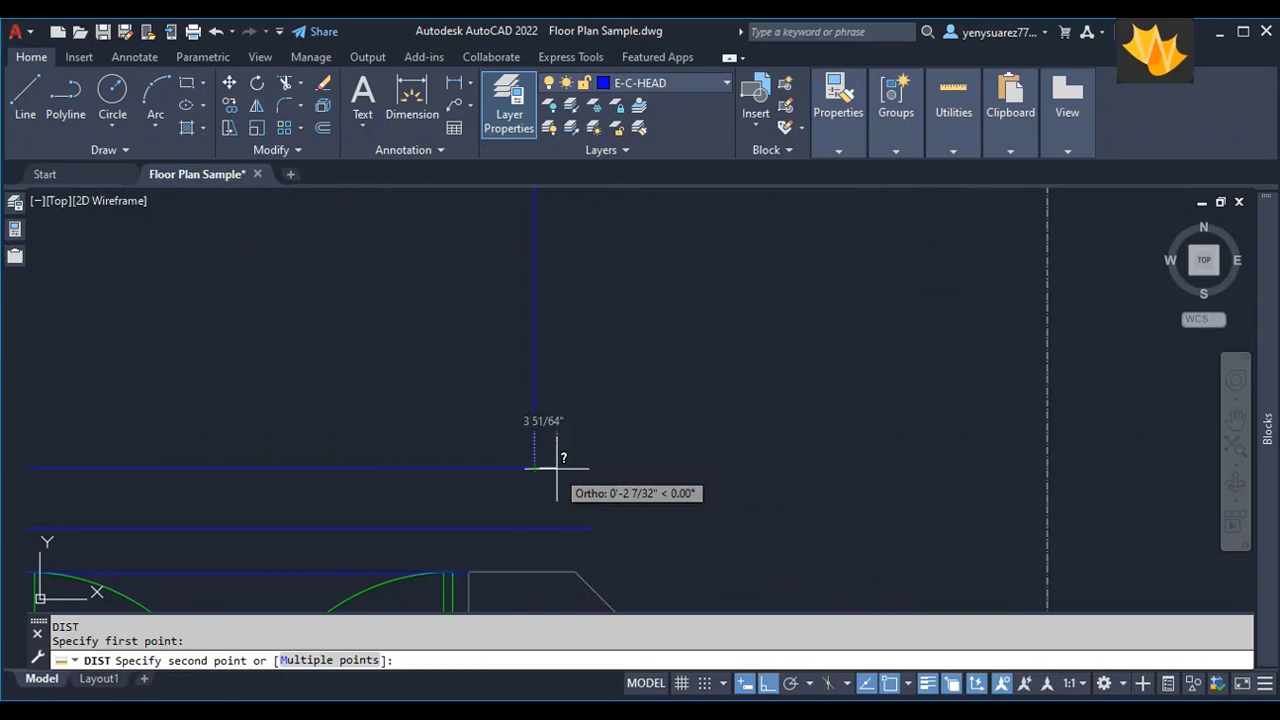 A Share Autodesk AutoCAD 2022 Floor Plan Sample.dwg Type a keyword or phrase yenysuarez77...
Home Insert Annotate Parametric View Manage Output Add-ins Collaborate Express Tools Featured Apps
E-C-HEAD
Line Polyline Circle Arc Text Dimension Layer Properties Insert Properties Groups Utilities Clipboard View
Draw Modify Annotation Layers Block
Start Floor Plan Sample*
[−][Top][2D Wireframe]
N
W TOP E
S
WCS
Blocks
3 51/64"
?
Ortho: 0'-2 7/32" < 0.00°
Y
X
DIST
Specify first point:
DIST Specify second point or [Multiple points]:
Model Layout1 MODEL 1:1